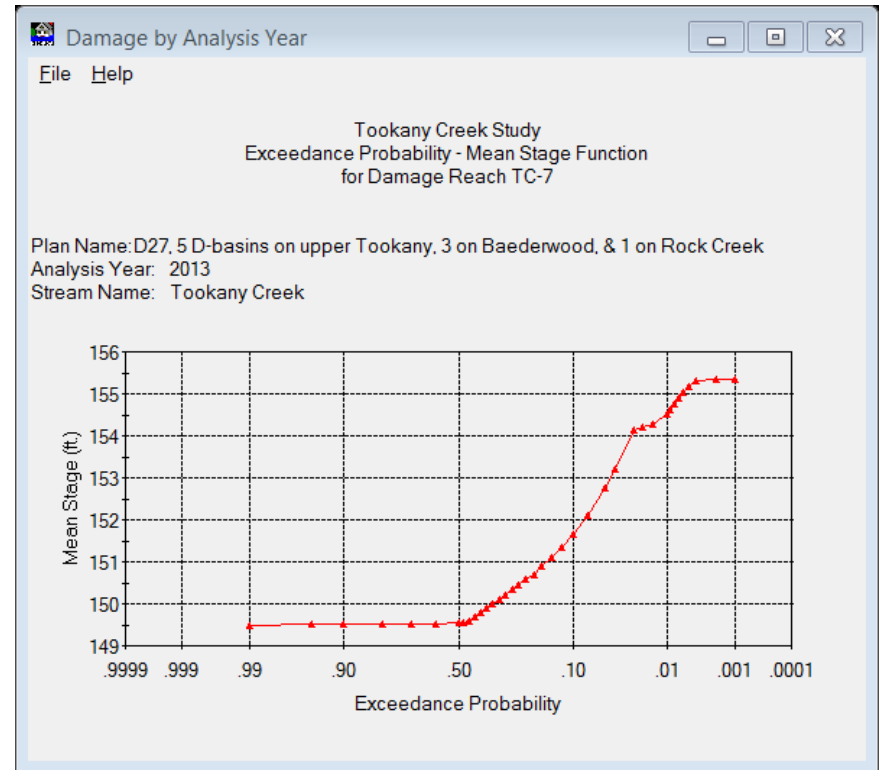 Damage by Analysis Year
File Help
Tookany Creek Study
Exceedance Probability - Mean Stage Function
for Damage Reach TC-7
Plan Name:D27, 5 D-basins on upper Tookany, 3 on Baederwood, & 1 on Rock Creek
Analysis Year: 2013
Stream Name: Tookany Creek
156
155
154
153
152
151
150
149
Mean Stage (ft.)
.9999 .999 .99 .90 .50 .10 .01 .001 .0001
Exceedance Probability